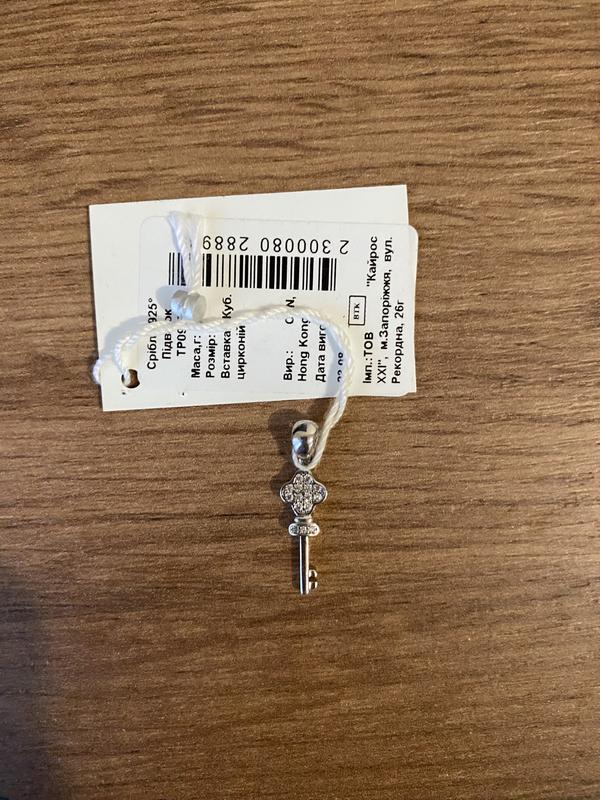 2 300080 2889
Срібл 925°
Підв
ТР09
Маса,г:
Розмір:
Вставка Куб.
цирконій
Вир.:
Hong Kong
Дата виг
ВТК
Імп.:ТОВ "Кайрос
XXI", м.Запоріжжя, вул.
Рекордна, 26г